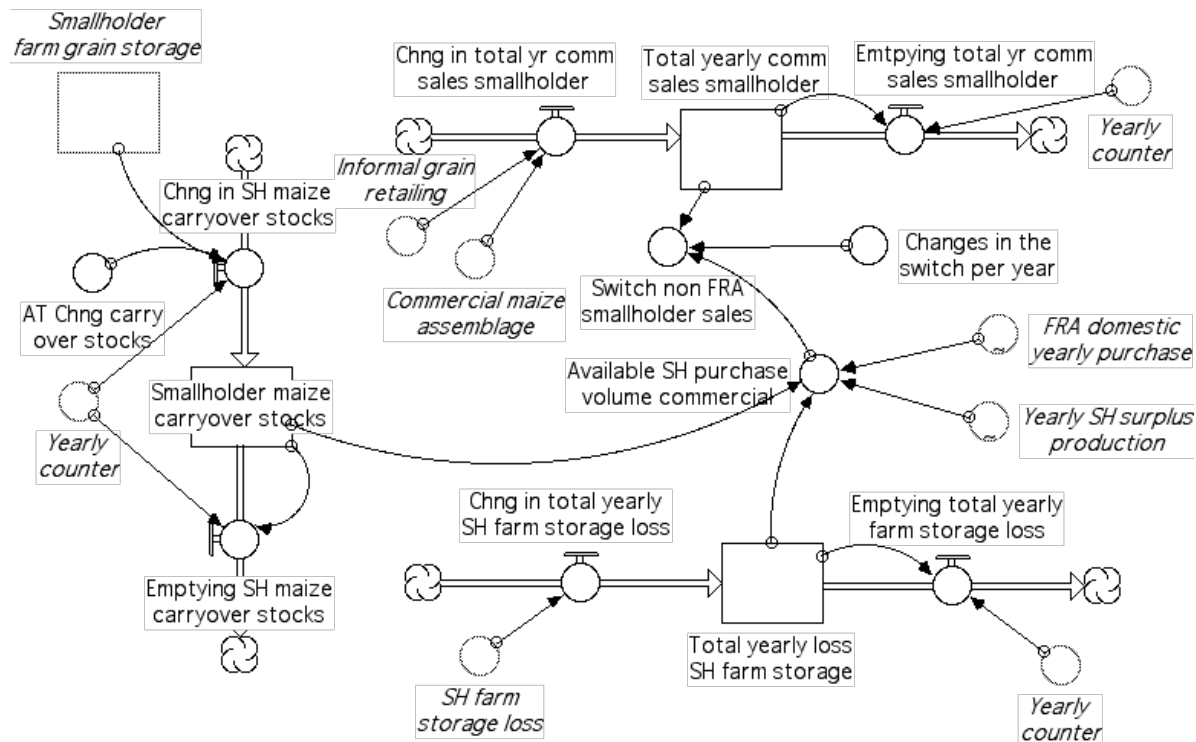 Smallholder
farm grain storage
Chng in total yr comm
sales smallholder
Total yearly comm
sales smallholder
Emtpying total yr comm
sales smallholder
Yearly
counter
Informal grain
retailing
Chng in SH maize
carryover stocks
Commercial maize
assemblage
Switch non FRA
smallholder sales
Changes in the
switch per year
AT Chng carry
over stocks
FRA domestic
yearly purchase
Available SH purchase
volume commercial
Smallholder maize
carryover stocks
Yearly SH surplus
production
Yearly
counter
Chng in total yearly
SH farm storage loss
Emptying total yearly
farm storage loss
Emptying SH maize
carryover stocks
Total yearly loss
SH farm storage
SH farm
storage loss
Yearly
counter